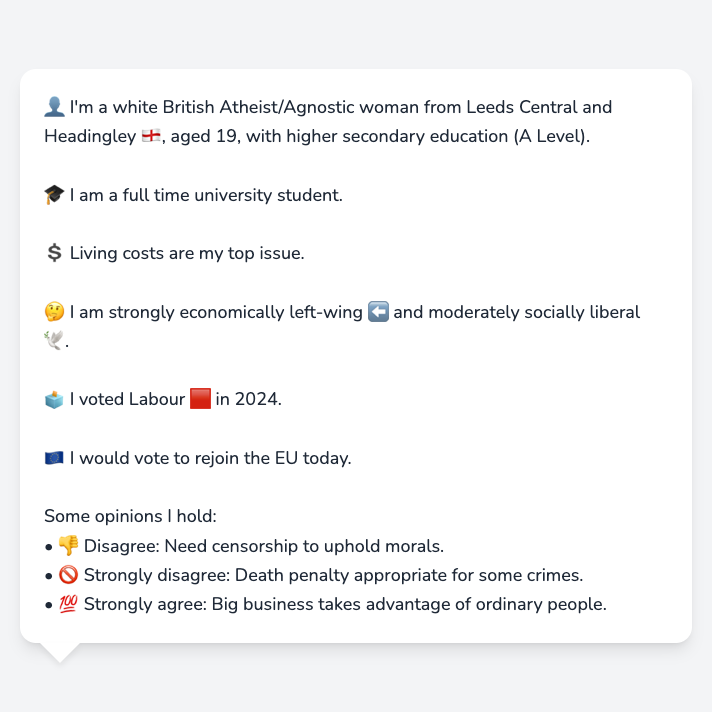 👤 I'm a white British Atheist/Agnostic woman from Leeds Central and
Headingley 🏴󠁧󠁢󠁥󠁮󠁧󠁿, aged 19, with higher secondary education (A Level).
🎓 I am a full time university student.
💲 Living costs are my top issue.
🤔 I am strongly economically left-wing ⬅️ and moderately socially liberal
🕊️.
🗳️ I voted Labour 🟥 in 2024.
🇪🇺 I would vote to rejoin the EU today.
Some opinions I hold:
• 👎 Disagree: Need censorship to uphold morals.
• 🚫 Strongly disagree: Death penalty appropriate for some crimes.
• 💯 Strongly agree: Big business takes advantage of ordinary people.